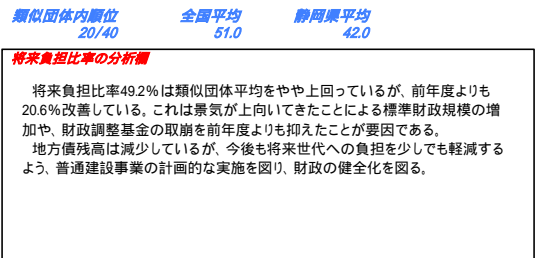 類似団体内順位 全国平均 静岡県平均
20/40 51.0 42.0
将来負担比率の分析欄
将来負担比率49.2%は類似団体平均をやや上回っているが、前年度よりも
20.6%改善している。これは景気が上向いてきたことによる標準財政規模の増
加や、財政調整基金の取崩を前年度よりも抑えたことが要因である。
地方債残高は減少しているが、今後も将来世代への負担を少しでも軽減する
よう、普通建設事業の計画的な実施を図り、財政の健全化を図る。